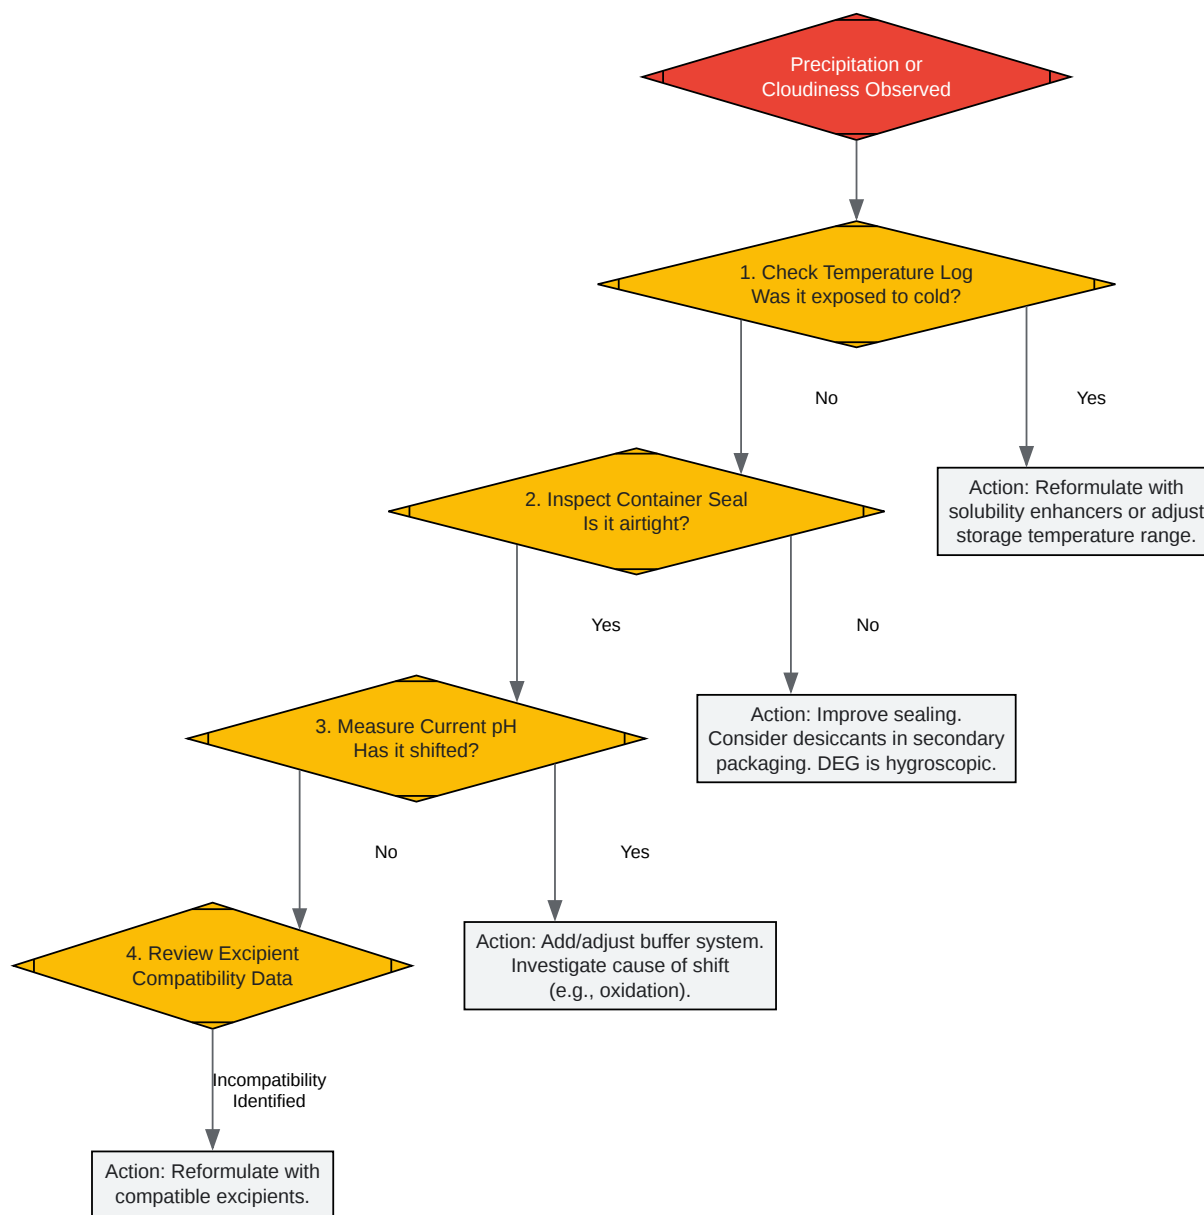 Precipitation or
Cloudiness Observed
1. Check Temperature Log
Was it exposed to cold?
No
Yes
Action: Reformulate with
solubility enhancers or adjust
storage temperature range.
2. Inspect Container Seal
Is it airtight?
Yes
No
Action: Improve sealing.
Consider desiccants in secondary
packaging. DEG is hygroscopic.
3. Measure Current pH
Has it shifted?
No
Yes
Action: Add/adjust buffer system.
Investigate cause of shift
(e.g., oxidation).
4. Review Excipient
Compatibility Data
Incompatibility
Identified
Action: Reformulate with
compatible excipients.